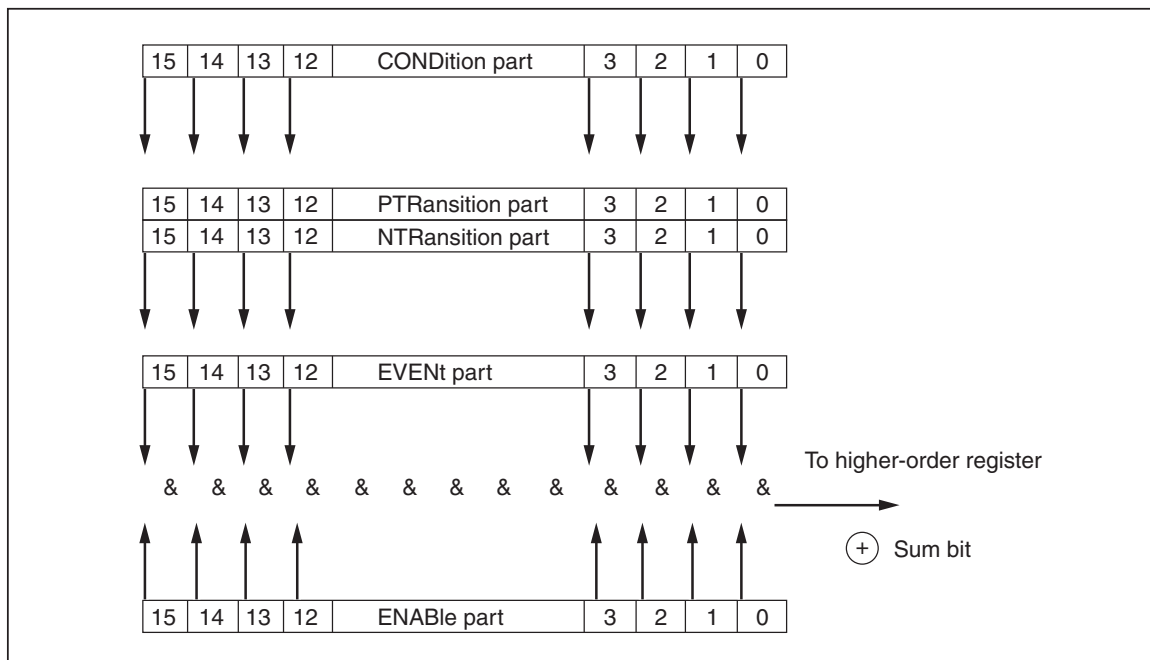 15 14 13 12 CONDition part 3 2 1 0
15 14 13 12 PTRansition part 3 2 1 0
15 14 13 12 NTRansition part 3 2 1 0
15 14 13 12 EVENt part 3 2 1 0
To higher-order register
& & & & & & & & & & & & &
+ Sum bit
15 14 13 12 ENABle part 3 2 1 0